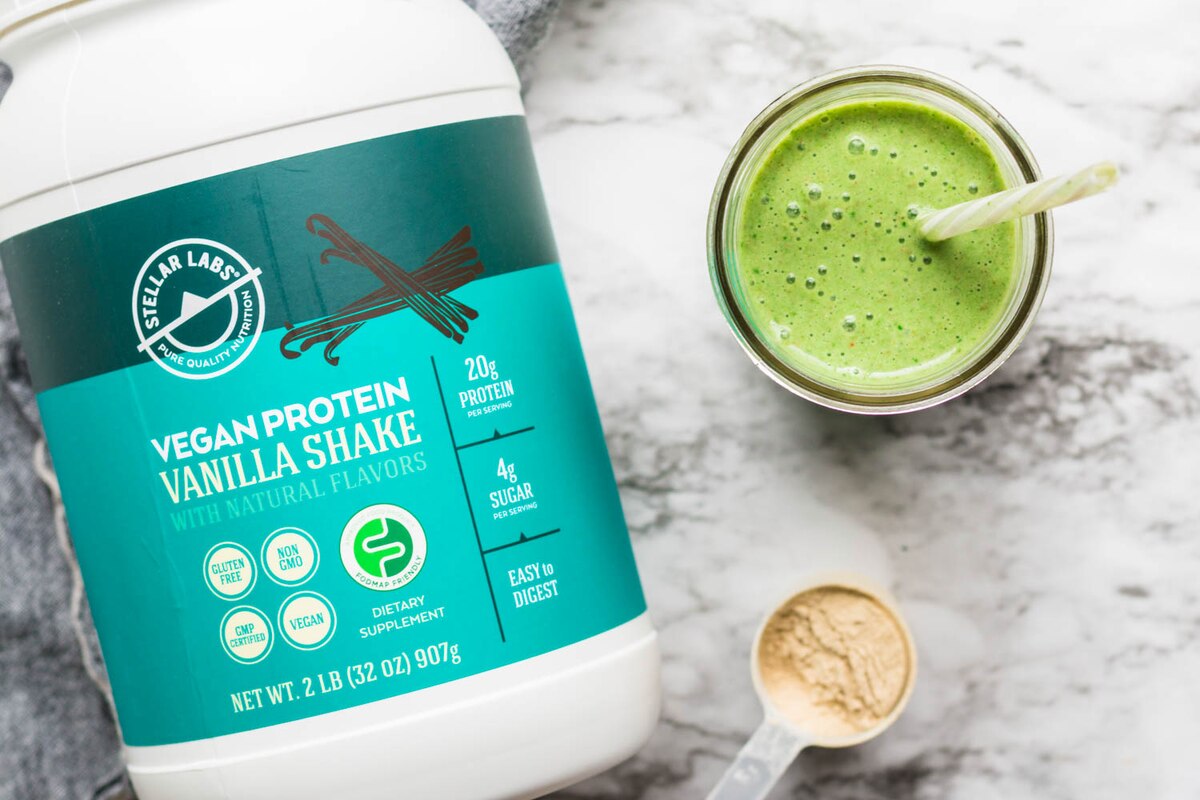 STELLAR LABS®
PURE QUALITY NUTRITION
VEGAN PROTEIN
VANILLA SHAKE
WITH NATURAL FLAVORS
GLUTEN
FREE
NON
GMO
GMP
CERTIFIED
VEGAN
FODMAP FRIENDLY
DIETARY
SUPPLEMENT
20g
PROTEIN
PER SERVING
4g
SUGAR
PER SERVING
EASY to
DIGEST
NET WT. 2 LB (32 OZ) 907g